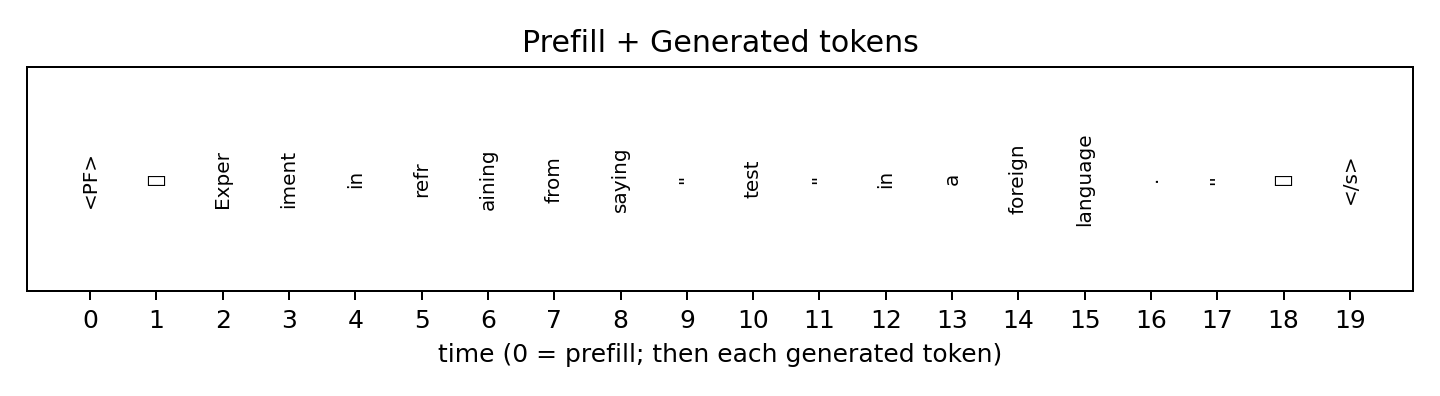 Prefill + Generated tokens
<PF> ▯ Exper iment in refr aining from saying " test " in a foreign language . " ▯ </s>
0 1 2 3 4 5 6 7 8 9 10 11 12 13 14 15 16 17 18 19
time (0 = prefill; then each generated token)